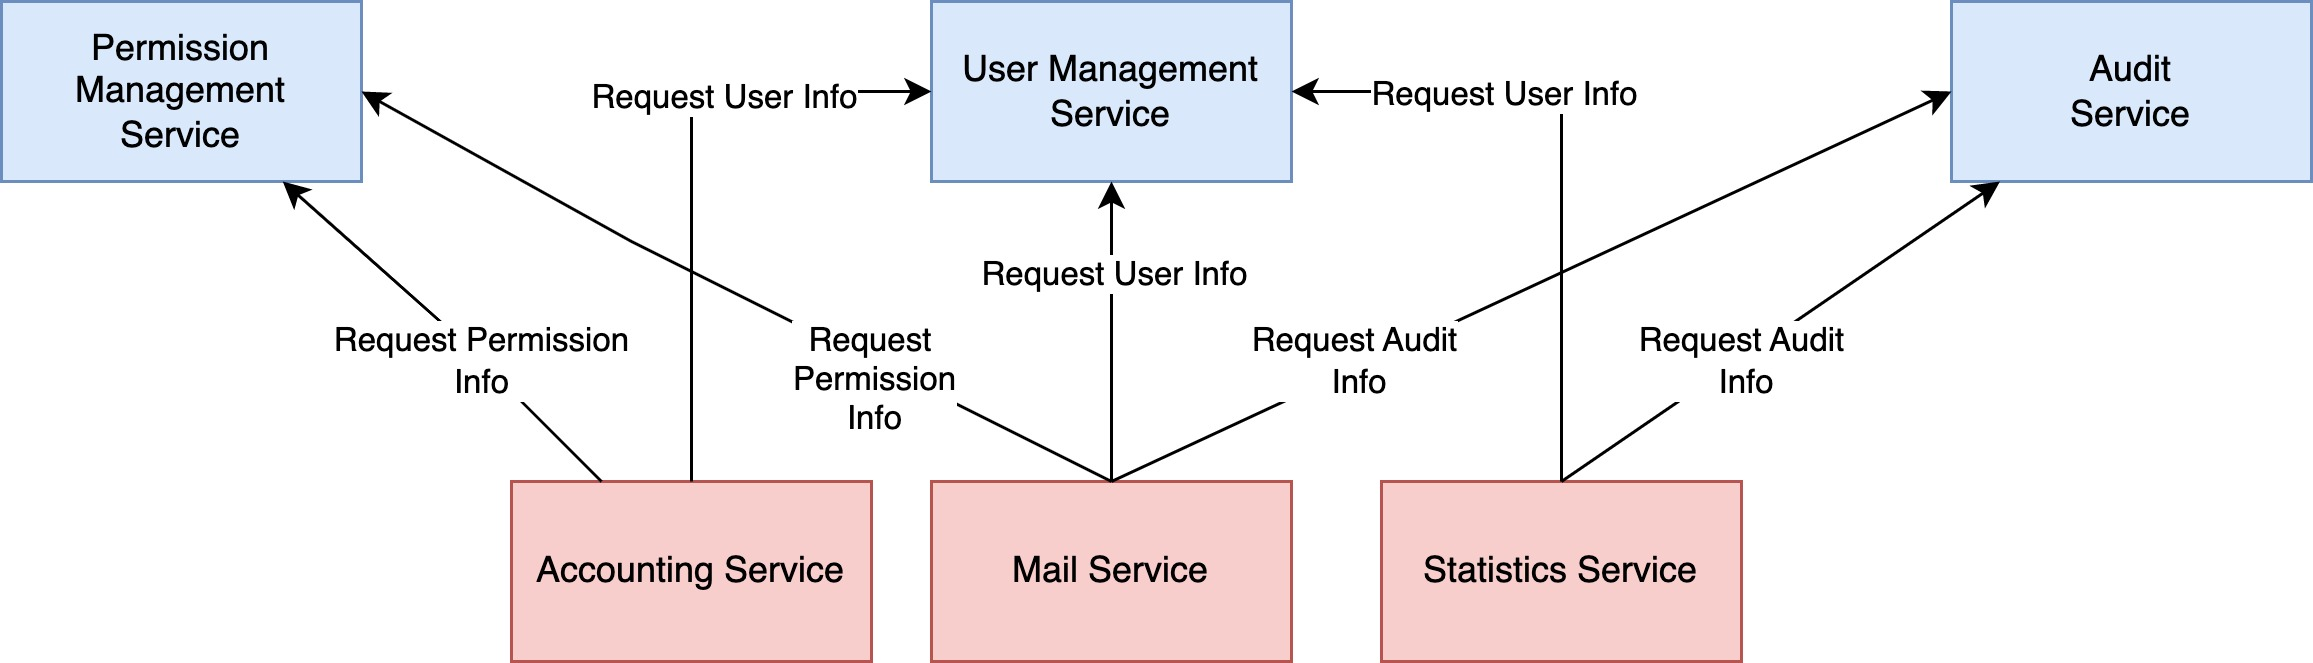 Permission
Management
Service
User Management
Service
Audit
Service
Request User Info
Request User Info
Request User Info
Request Permission
Info
Request
Permission
Info
Request Audit
Info
Request Audit
Info
Accounting Service
Mail Service
Statistics Service